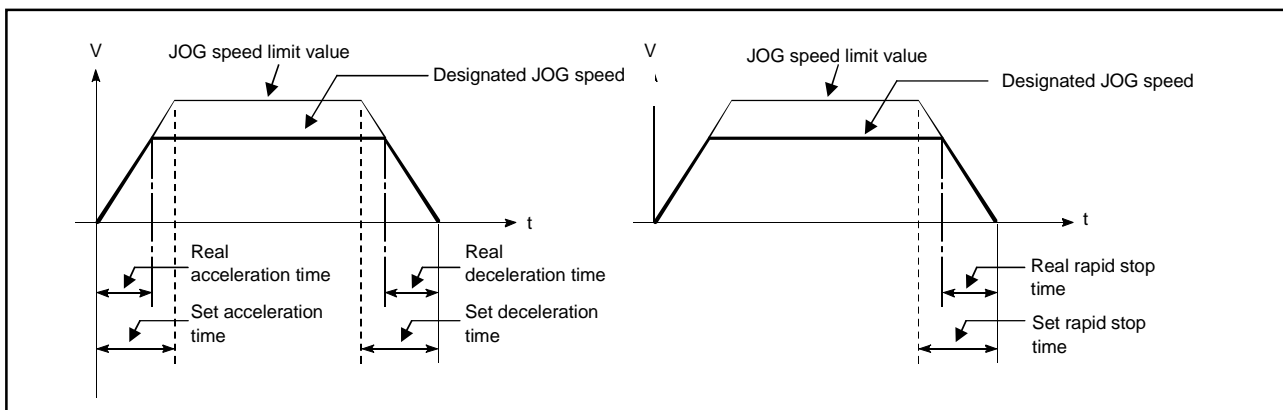 V
JOG speed limit value
Designated JOG speed
t
Real
acceleration time
Real
deceleration time
Set acceleration
time
Set deceleration
time
V
JOG speed limit value
Designated JOG speed
t
Real rapid stop
time
Set rapid stop
time